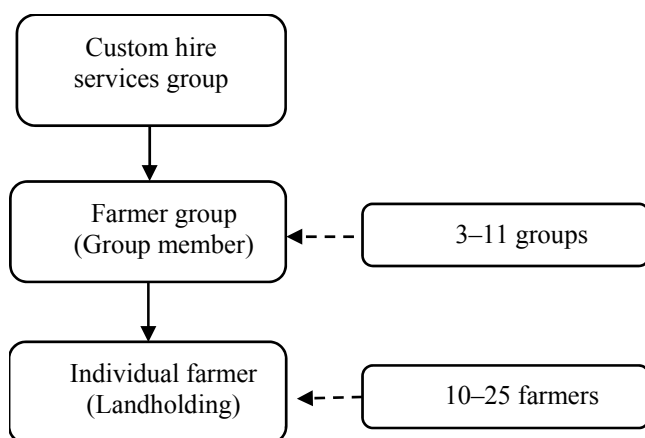 Custom hire
services group
Farmer group
(Group member)
3–11 groups
Individual farmer
(Landholding)
10–25 farmers